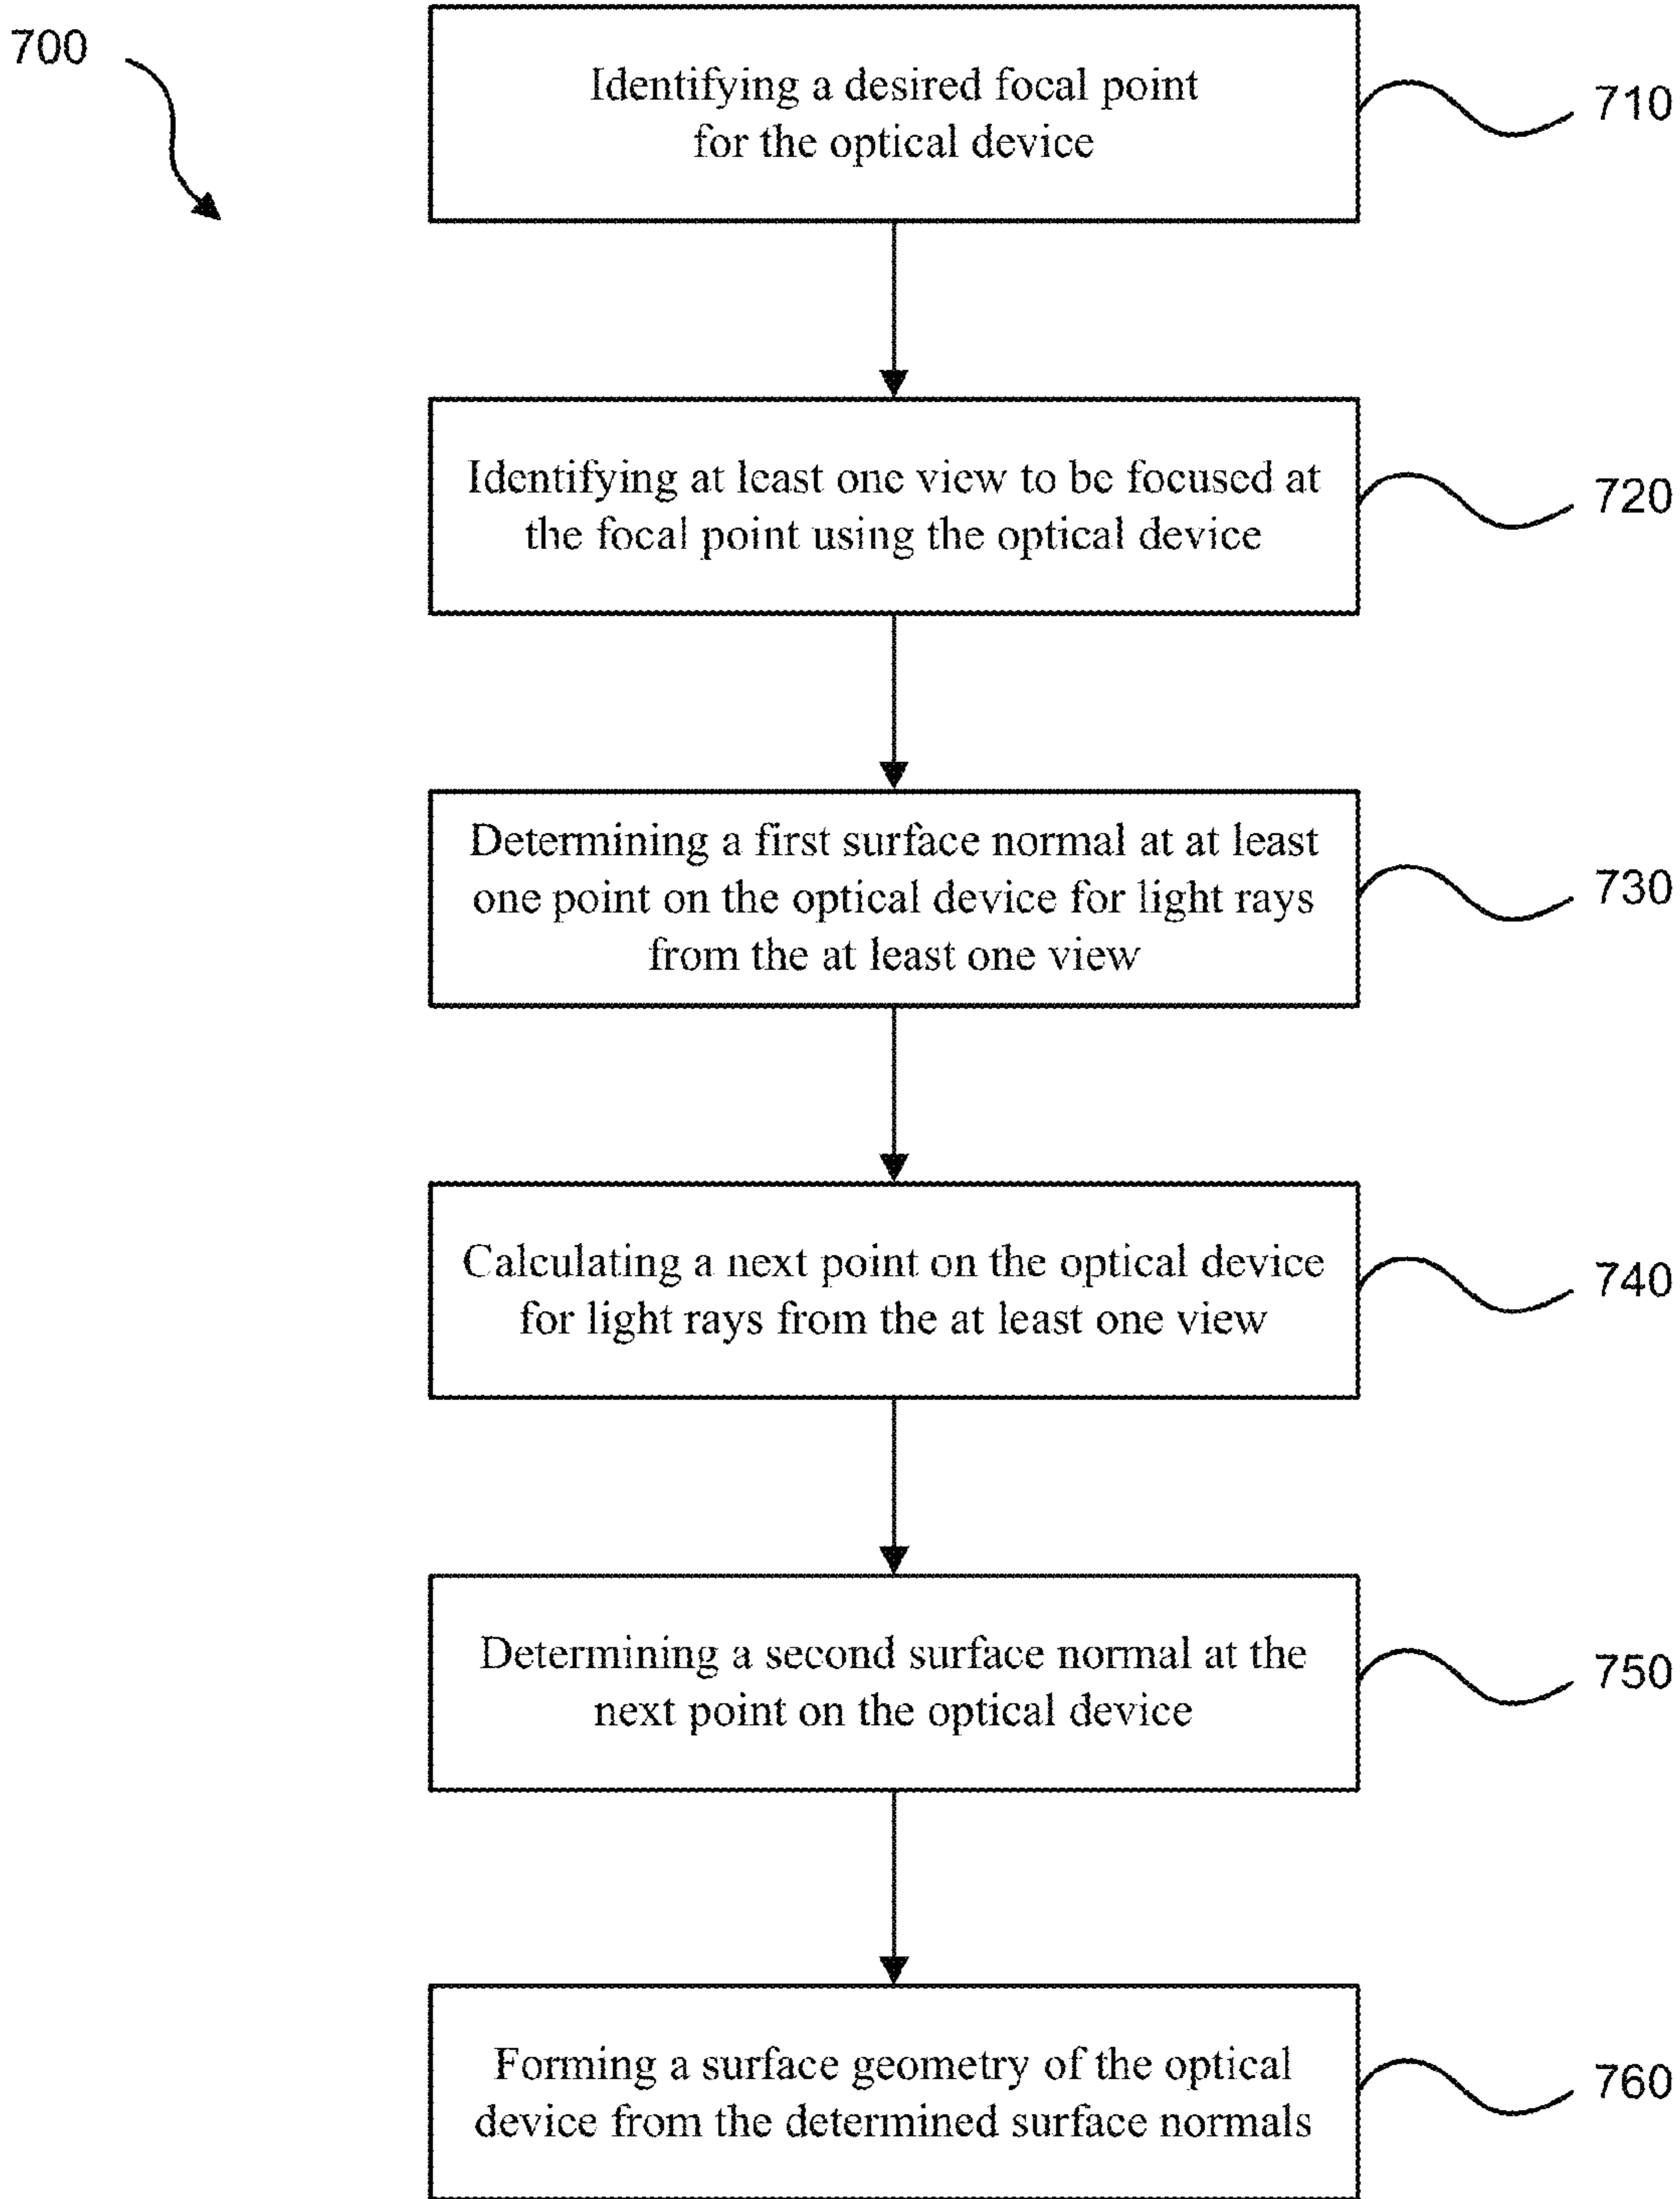 700
Identifying a desired focal point
for the optical device
710
Identifying at least one view to be focused at
the focal point using the optical device
720
Determining a first surface normal at at least
one point on the optical device for light rays
from the at least one view
730
Calculating a next point on the optical device
for light rays from the at least one view
740
Determining a second surface normal at the
next point on the optical device
750
Forming a surface geometry of the optical
device from the determined surface normals
760